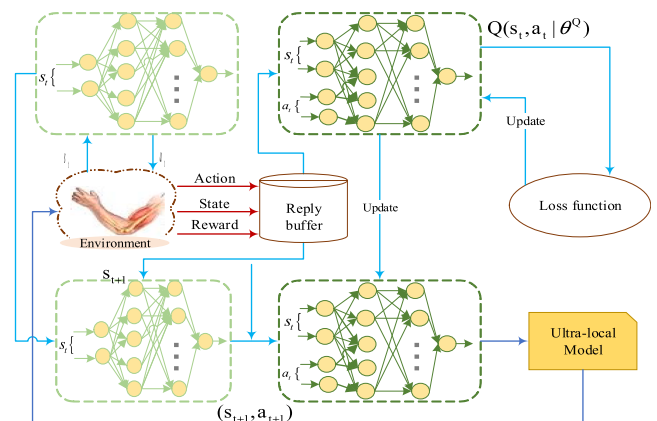 Q(s_t, a_t | θ^Q)
s_t {
s_t {
a_t {
Update
Action
State
Reward
Reply
buffer
Environment
Update
Loss function
s_{t+1}
s_t {
s_t {
a_t {
Ultra-local
Model
(s_{t+1}, a_{t+1})